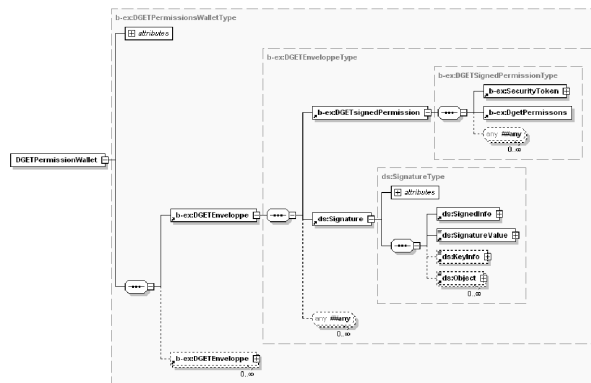 b-ex:DGETPermissionsWalletType
attributes
b-ex:DGETEnveloppeType
b-ex:DGETSignedPermissionType
b-ex:SecurityToken
b-ex:DGETsignedPermission
b-ex:DgetPermissons
any ##any
0..∞
DGETPermissionWallet
ds:SignatureType
attributes
b-ex:DGETEnveloppe
ds:Signature
ds:SignedInfo
ds:SignatureValue
ds:KeyInfo
ds:Object
0..∞
any ##any
0..∞
b-ex:DGETEnveloppe
0..∞